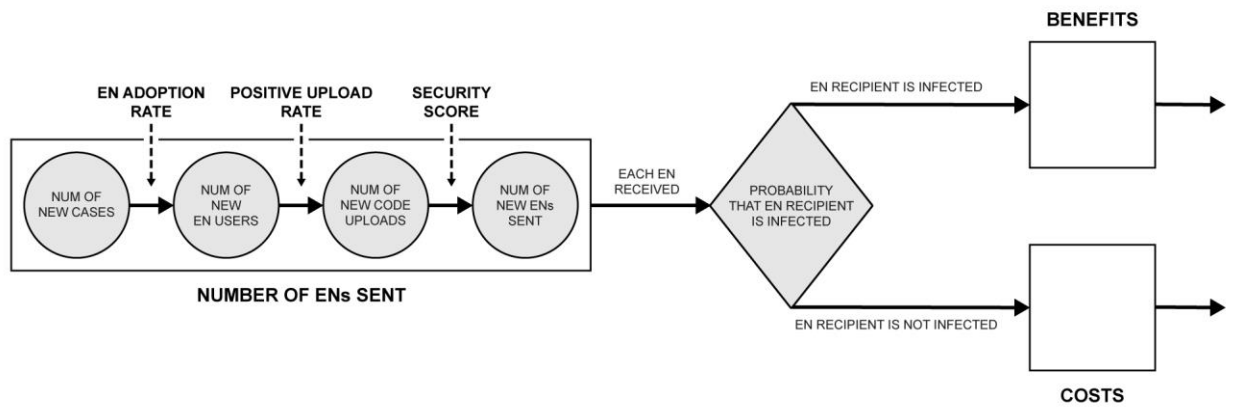 BENEFITS
EN ADOPTION
RATE
POSITIVE UPLOAD
RATE
SECURITY
SCORE
EN RECIPIENT IS INFECTED
NUM OF
NEW CASES
NUM OF
NEW
EN USERS
NUM OF
NEW CODE
UPLOADS
NUM OF
NEW ENs
SENT
EACH EN
RECEIVED
PROBABILITY
THAT EN RECIPIENT
IS INFECTED
NUMBER OF ENs SENT
EN RECIPIENT IS NOT INFECTED
COSTS